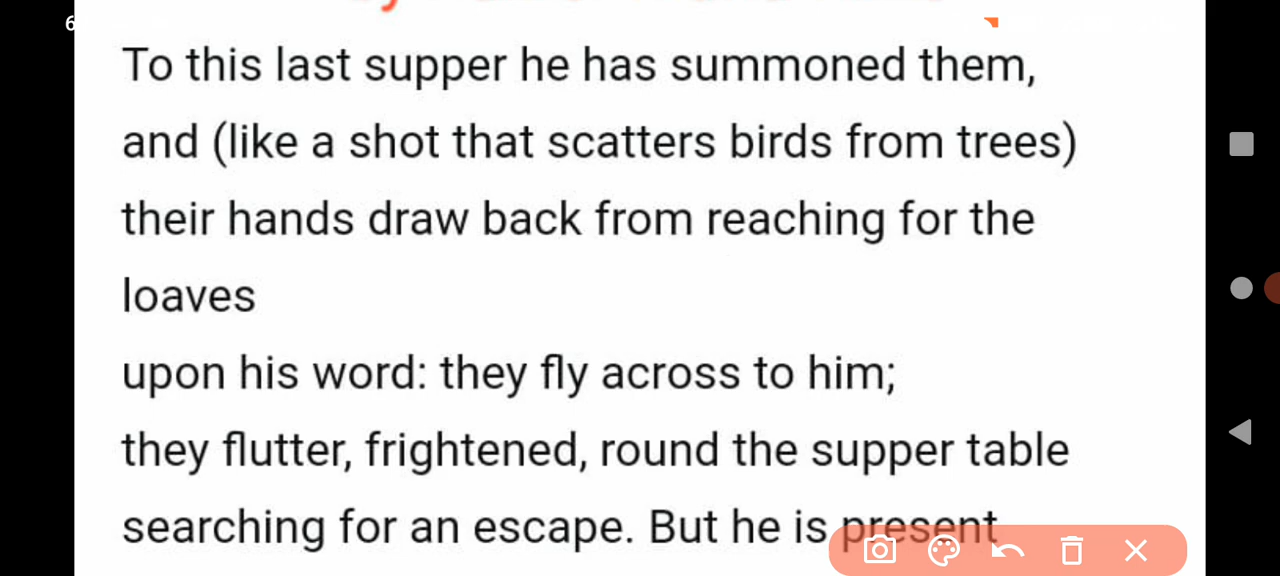 6
To this last supper he has summoned them,
and (like a shot that scatters birds from trees)
their hands draw back from reaching for the
loaves
upon his word: they fly across to him;
they flutter, frightened, round the supper table
searching for an escape. But he is present